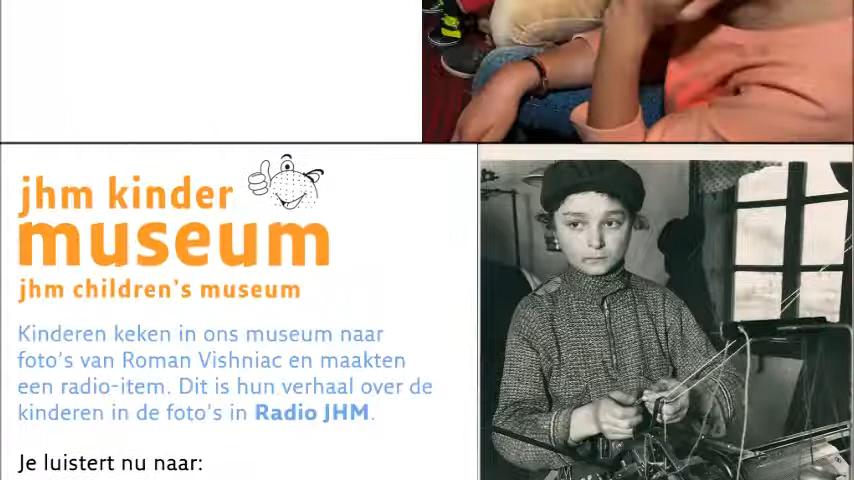 jhm kinder
museum
jhm children's museum
Kinderen keken in ons museum naar
foto's van Roman Vishniac en maakten
een radio-item. Dit is hun verhaal over de
kinderen in de foto's in Radio JHM.
Je luistert nu naar: